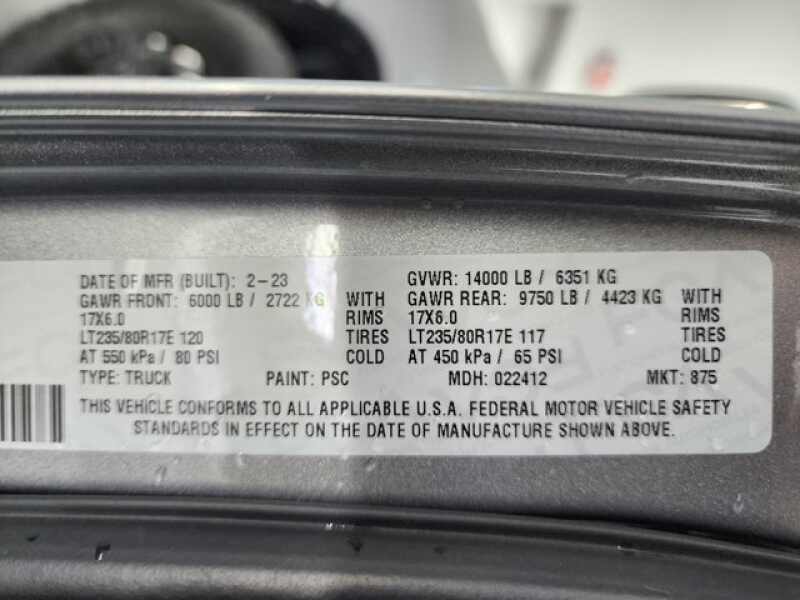 DATE OF MFR (BUILT): 2-23 GVWR: 14000 LB / 6351 KG
GAWR FRONT: 6000 LB / 2722 KG WITH GAWR REAR: 9750 LB / 4423 KG WITH
17X6.0 RIMS 17X6.0 RIMS
LT235/80R17E 120 TIRES LT235/80R17E 117 TIRES
AT 550 kPa / 80 PSI COLD AT 450 kPa / 65 PSI COLD
TYPE: TRUCK PAINT: PSC MDH: 022412 MKT: 875
THIS VEHICLE CONFORMS TO ALL APPLICABLE U.S.A. FEDERAL MOTOR VEHICLE SAFETY
STANDARDS IN EFFECT ON THE DATE OF MANUFACTURE SHOWN ABOVE.